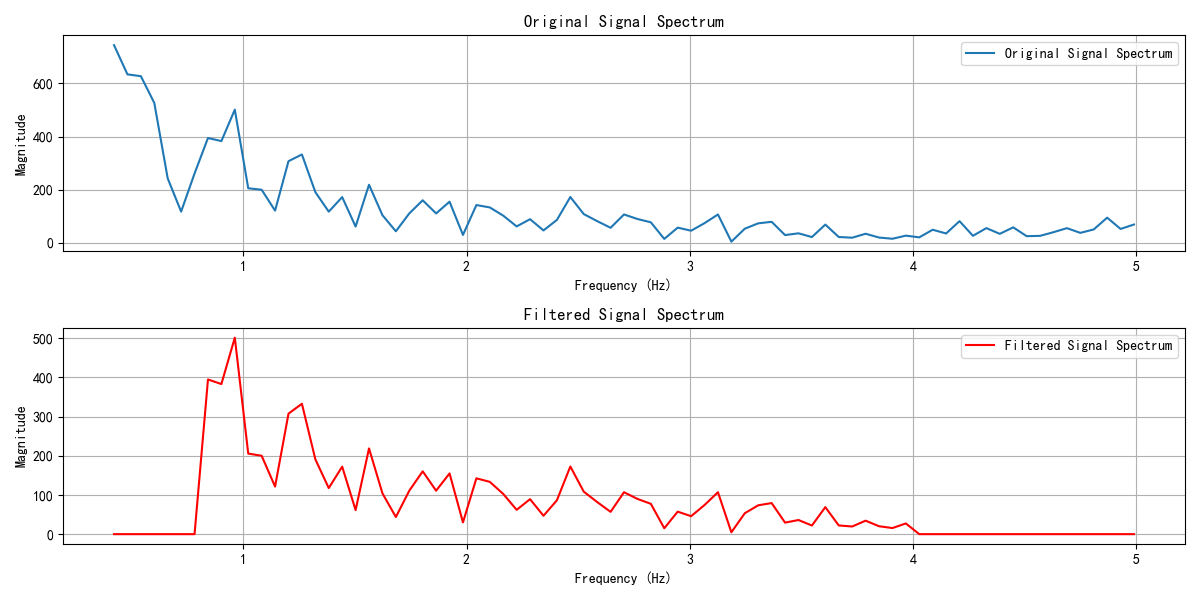 Original Signal Spectrum
Original Signal Spectrum
Magnitude
600
400
200
0
1 2 3 4 5
Frequency (Hz)
Filtered Signal Spectrum
Filtered Signal Spectrum
Magnitude
500
400
300
200
100
0
1 2 3 4 5
Frequency (Hz)